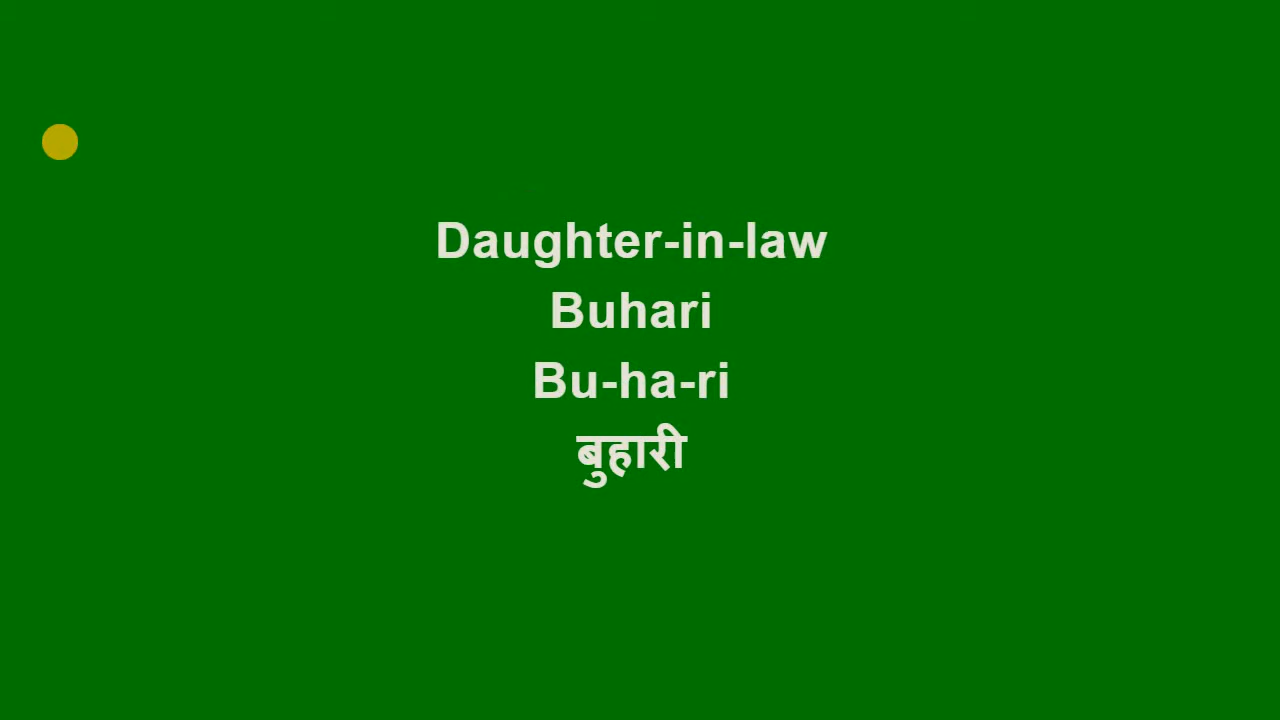 Daughter-in-law
Buhari
Bu-ha-ri
बुहारी